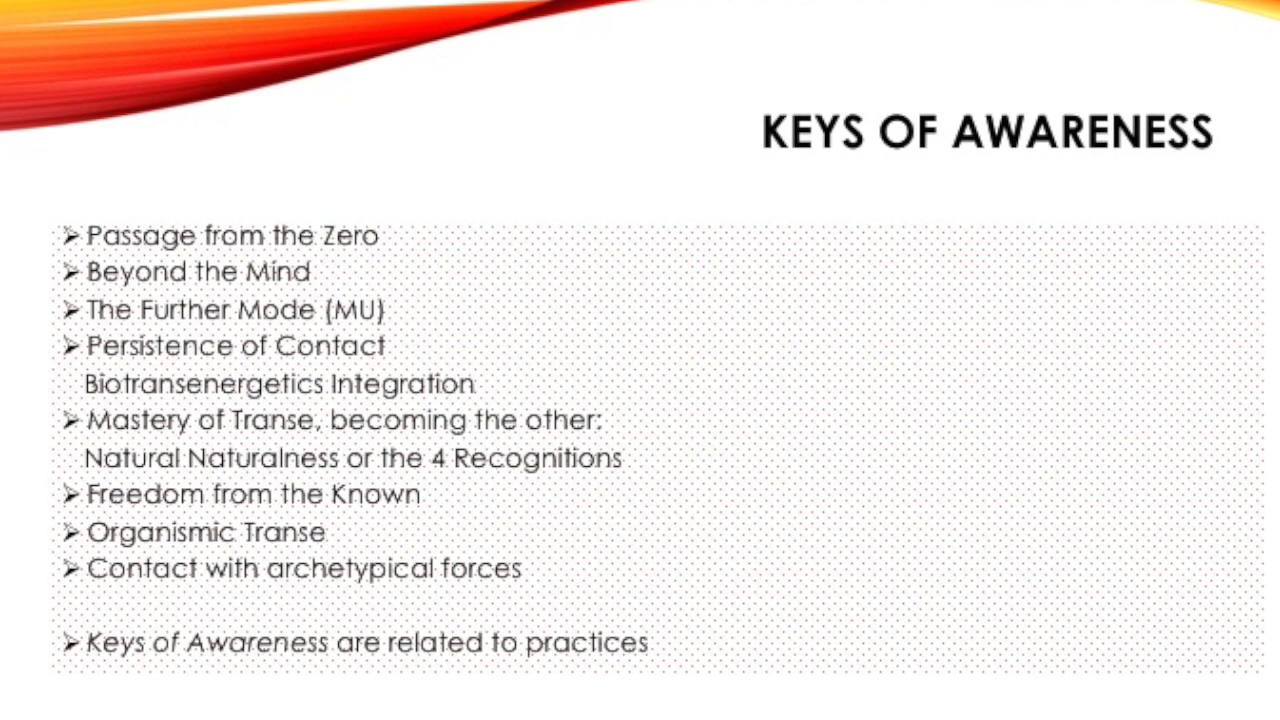 KEYS OF AWARENESS
➢ Passage from the Zero
➢ Beyond the Mind
➢ The Further Mode (MU)
➢ Persistence of Contact
Biotransenergetics Integration
➢ Mastery of Transe, becoming the other:
Natural Naturalness or the 4 Recognitions
➢ Freedom from the Known
➢ Organismic Transe
➢ Contact with archetypical forces
➢ Keys of Awareness are related to practices